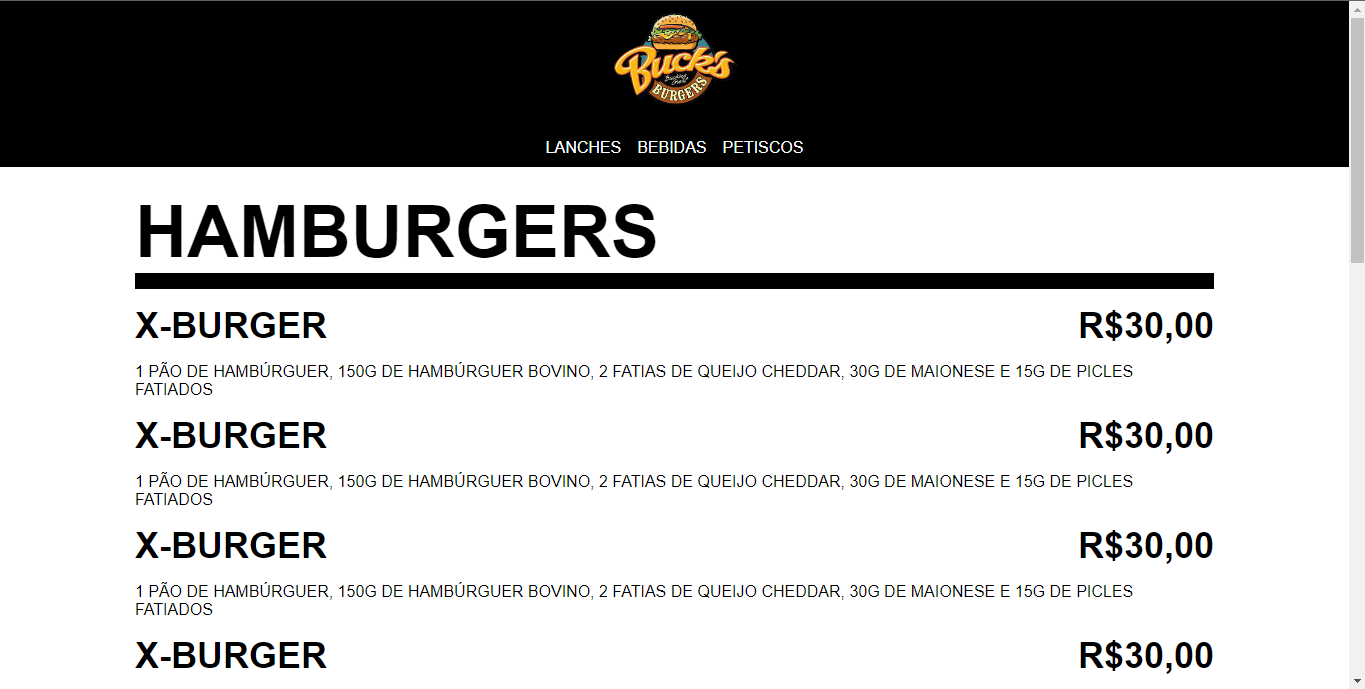 Buck's
BURGERS
LANCHES BEBIDAS PETISCOS
HAMBURGERS
X-BURGER R$30,00
1 PÃO DE HAMBÚRGUER, 150G DE HAMBÚRGUER BOVINO, 2 FATIAS DE QUEIJO CHEDDAR, 30G DE MAIONESE E 15G DE PICLES
FATIADOS
X-BURGER R$30,00
1 PÃO DE HAMBÚRGUER, 150G DE HAMBÚRGUER BOVINO, 2 FATIAS DE QUEIJO CHEDDAR, 30G DE MAIONESE E 15G DE PICLES
FATIADOS
X-BURGER R$30,00
1 PÃO DE HAMBÚRGUER, 150G DE HAMBÚRGUER BOVINO, 2 FATIAS DE QUEIJO CHEDDAR, 30G DE MAIONESE E 15G DE PICLES
FATIADOS
X-BURGER R$30,00